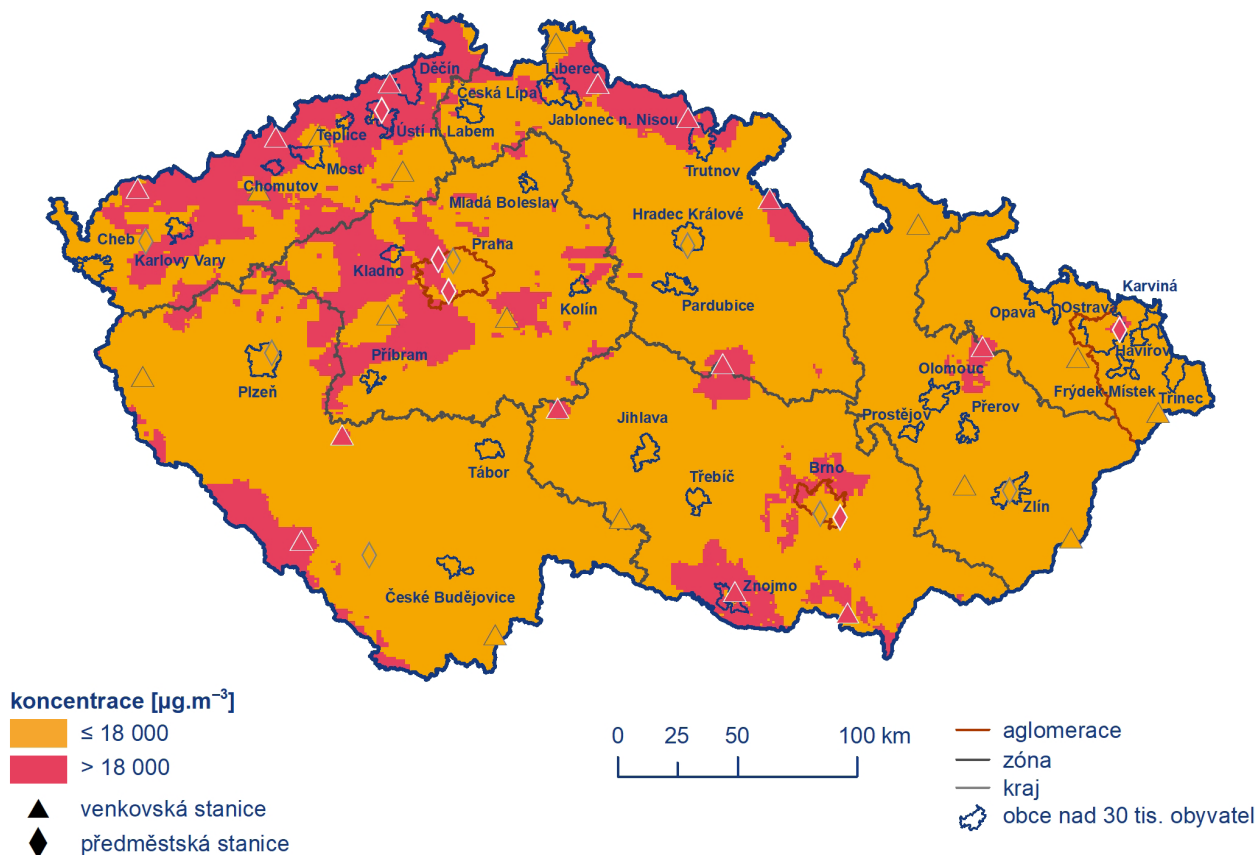 Děčín
Liberec
Česká Lípa
Jablonec n. Nisou
Teplice
Ústí n. Labem
Trutnov
Most
Chomutov
Mladá Boleslav
Hradec Králové
Cheb
Karlovy Vary
Praha
Kladno
Kolín
Pardubice
Karviná
Ostrava
Opava
Havířov
Příbram
Plzeň
Olomouc
Frýdek-Místek
Třinec
Prostějov
Přerov
Jihlava
Tábor
Třebíč
Brno
Zlín
Znojmo
České Budějovice
koncentrace [µg.m⁻³]
≤ 18 000
> 18 000
venkovská stanice
předměstská stanice
0 25 50 100 km
aglomerace
zóna
kraj
obce nad 30 tis. obyvatel